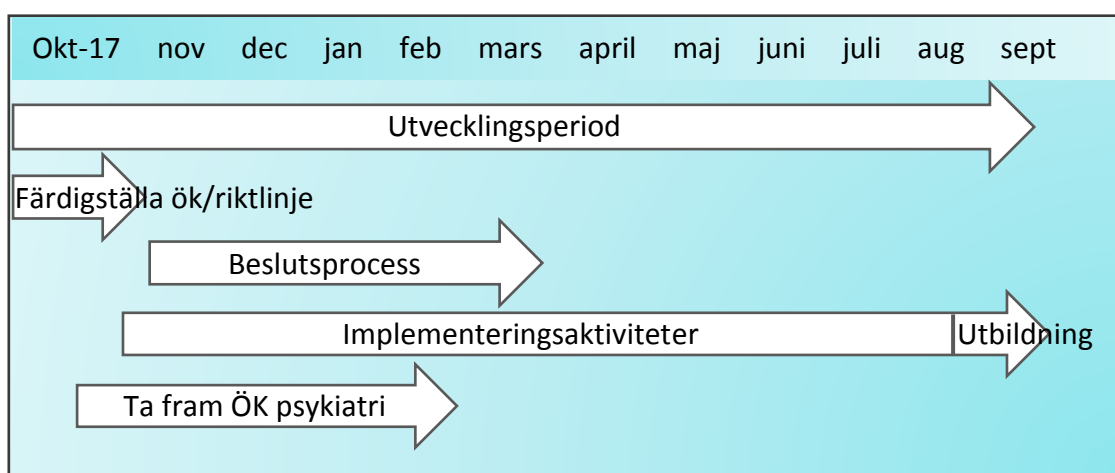 Okt-17 nov dec jan feb mars april maj juni juli aug sept
Utvecklingsperiod
Färdigställa ök/riktlinje
Beslutsprocess
Implementeringsaktiviteter Utbildning
Ta fram ÖK psykiatri